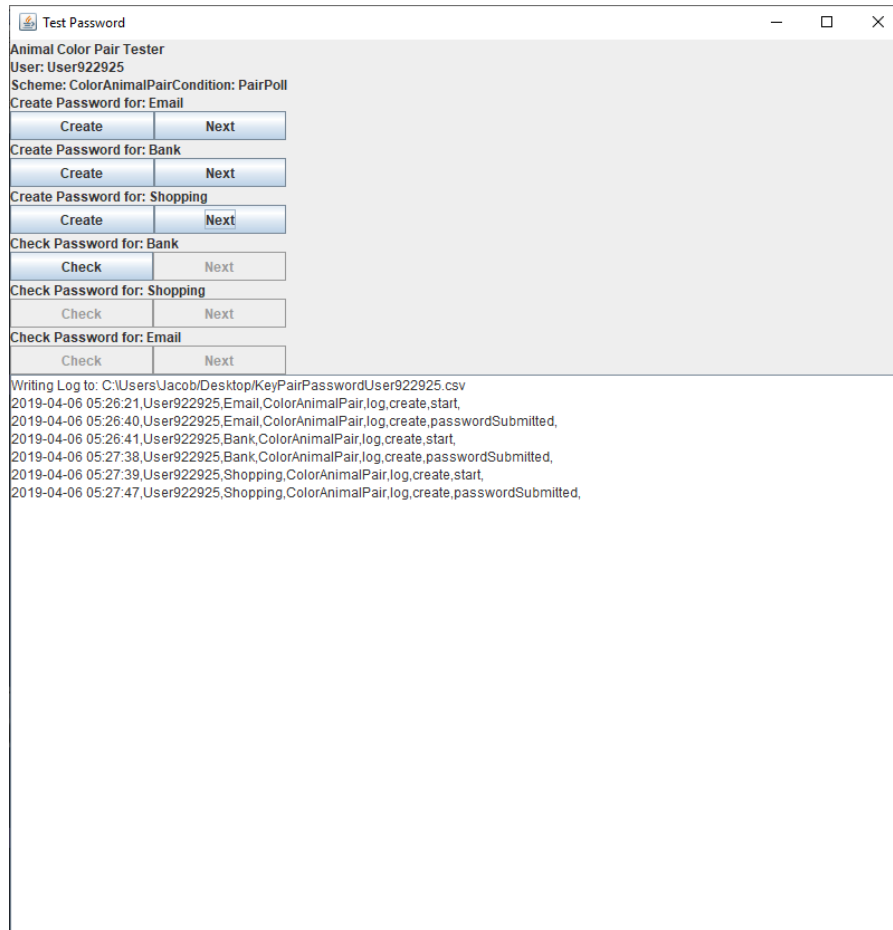 Test Password
Animal Color Pair Tester
User: User922925
Scheme: ColorAnimalPairCondition: PairPoll
Create Password for: Email
Create Next
Create Password for: Bank
Create Next
Create Password for: Shopping
Create Next
Check Password for: Bank
Check Next
Check Password for: Shopping
Check Next
Check Password for: Email
Check Next
Writing Log to: C:\Users\Jacob/Desktop/KeyPairPasswordUser922925.csv
2019-04-06 05:26:21,User922925,Email,ColorAnimalPair,log,create,start,
2019-04-06 05:26:40,User922925,Email,ColorAnimalPair,log,create,passwordSubmitted,
2019-04-06 05:26:41,User922925,Bank,ColorAnimalPair,log,create,start,
2019-04-06 05:27:38,User922925,Bank,ColorAnimalPair,log,create,passwordSubmitted,
2019-04-06 05:27:39,User922925,Shopping,ColorAnimalPair,log,create,start,
2019-04-06 05:27:47,User922925,Shopping,ColorAnimalPair,log,create,passwordSubmitted,